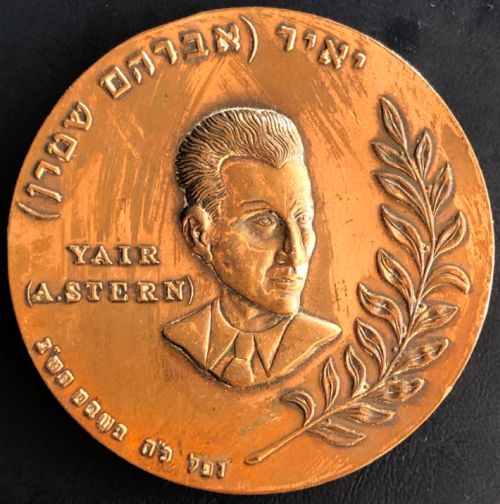 יאיר (אברהם שטרן)
YAIR
(A.STERN)
נפל כ"ה בשבט תש"ב